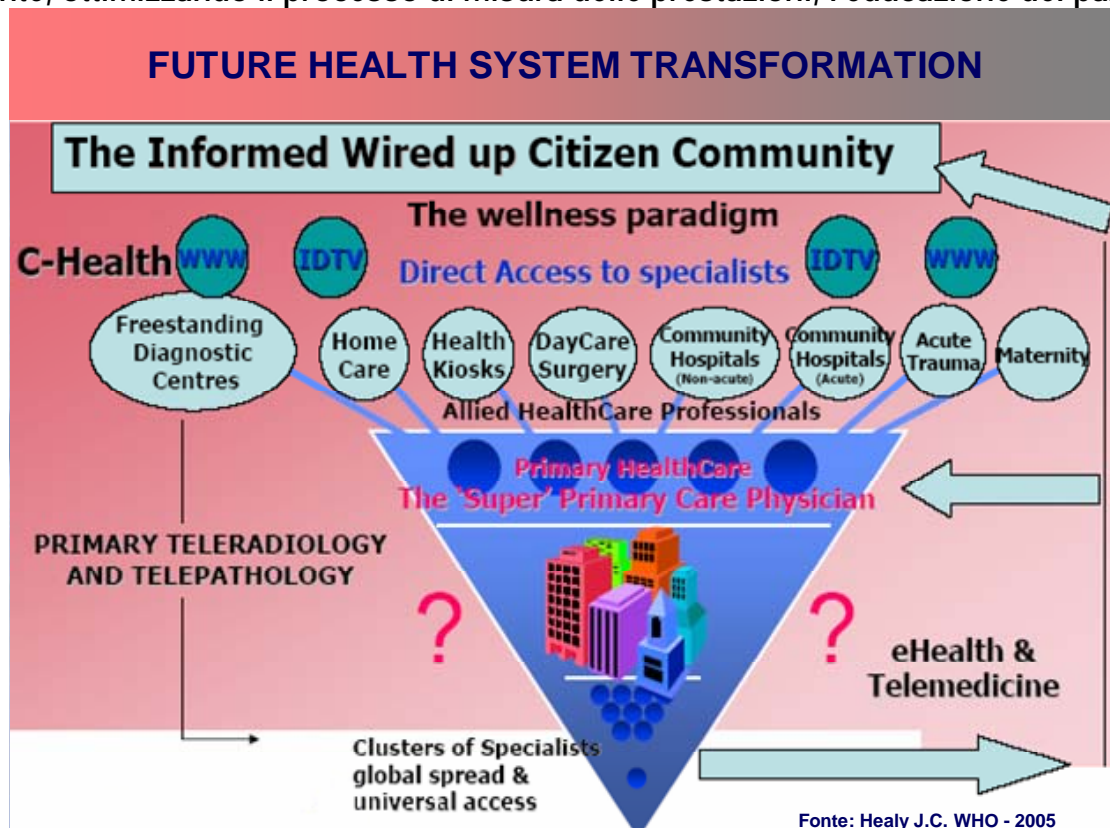 FUTURE HEALTH SYSTEM TRANSFORMATION
The Informed Wired up Citizen Community
The wellness paradigm
C-Health
WWW
IDTV
Direct Access to specialists
IDTV
WWW
Freestanding
Diagnostic
Centres
Home
Care
Health
Kiosks
DayCare
Surgery
Community
Hospitals
(Non-acute)
Community
Hospitals
(Acute)
Acute
Trauma
Maternity
Allied HealthCare Professionals
Primary HealthCare
The 'Super' Primary Care Physician
PRIMARY TELERADIOLOGY
AND TELEPATHOLOGY
?
?
eHealth &
Telemedicine
Clusters of Specialists
global spread &
universal access
Fonte: Healy J.C. WHO - 2005